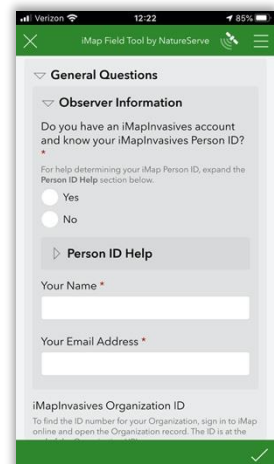 Verizon 12:22 85%
iMap Field Tool by NatureServe
General Questions
Observer Information
Do you have an iMapInvasives account
and know your iMapInvasives Person ID?
*
For help determining your iMap Person ID, expand the
Person ID Help section below.
Yes
No
Person ID Help
Your Name *
Your Email Address *
iMapInvasives Organization ID
To find the ID number for your Organization, sign in to iMap
online and open the Organization record. The ID is at the